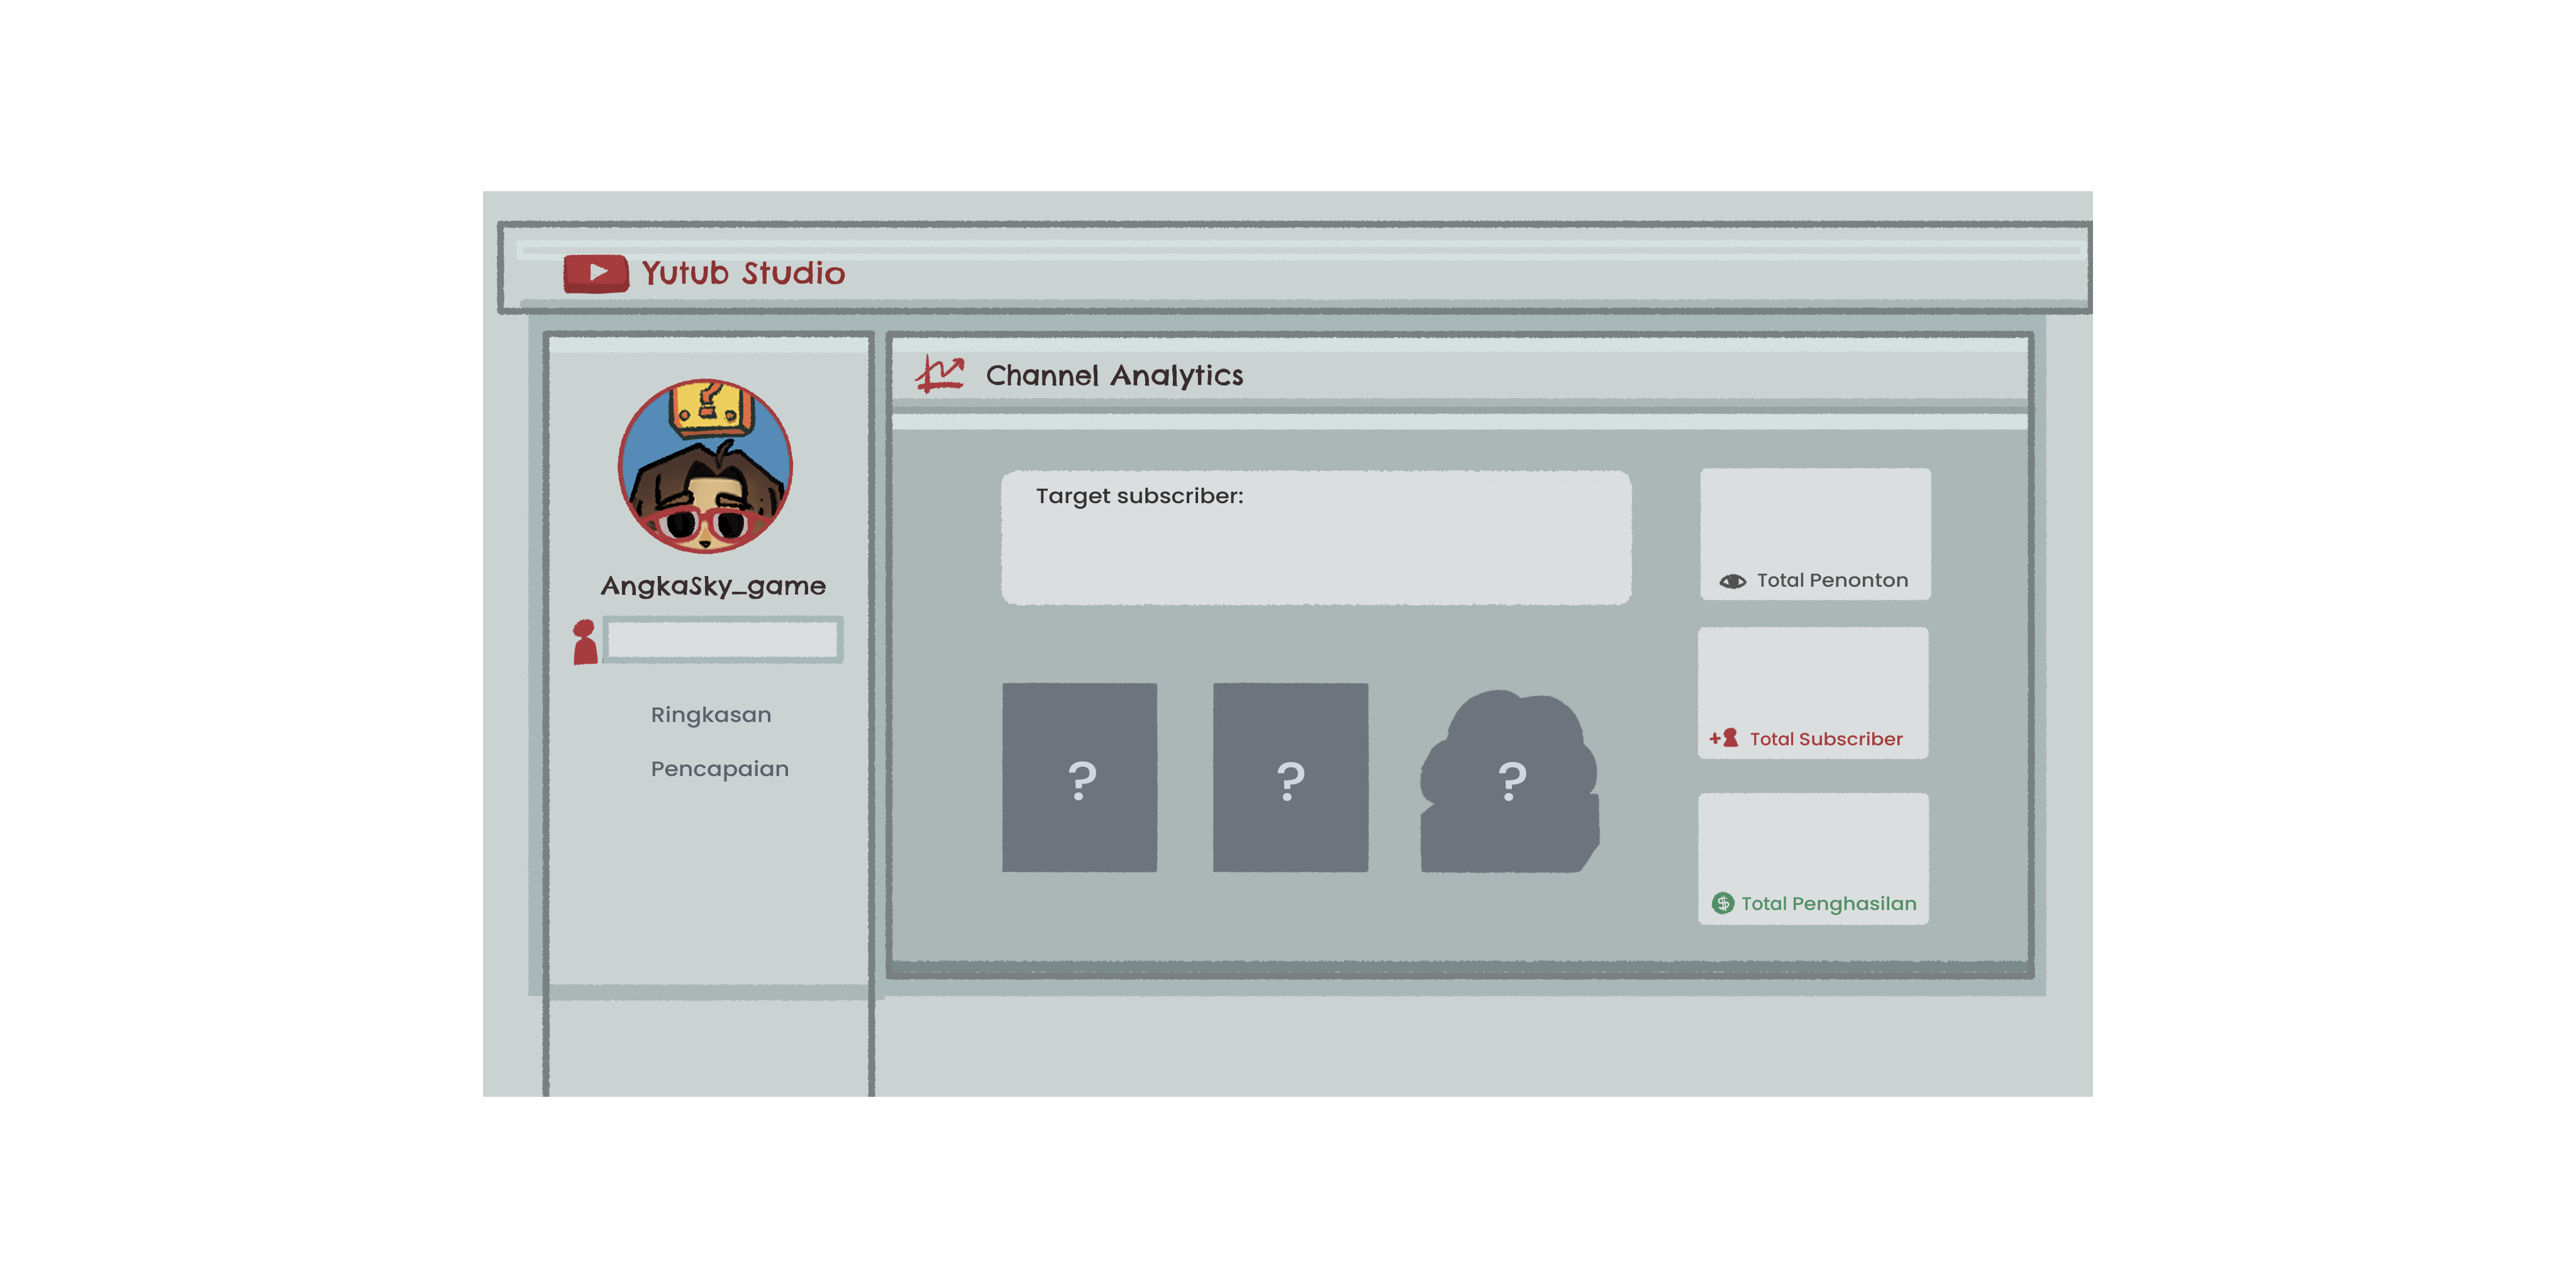 Yutub Studio
?
AngkaSky_game
Ringkasan
Pencapaian
Channel Analytics
Target subscriber:
? ? ?
Total Penonton
+ Total Subscriber
$ Total Penghasilan